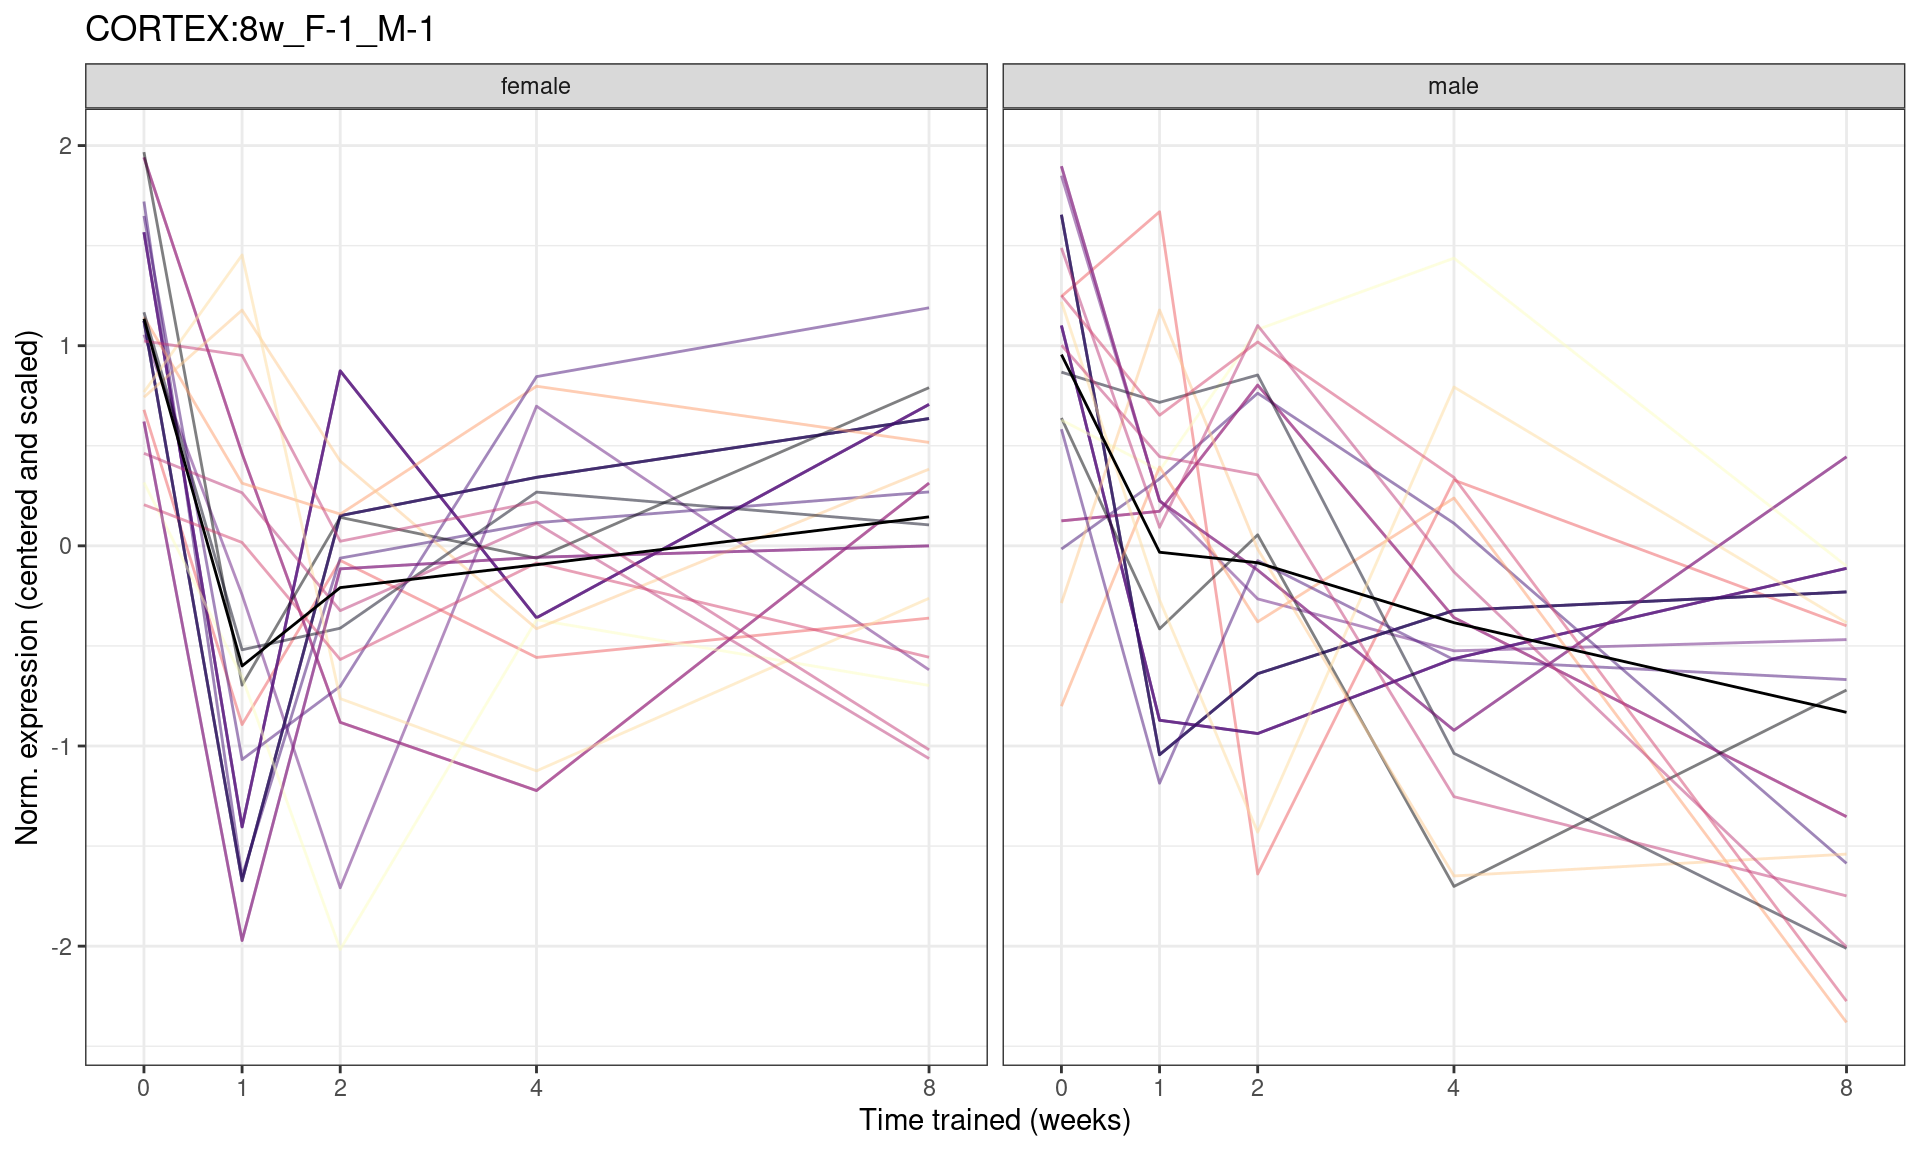 CORTEX:8w_F-1_M-1
female
male
Norm. expression (centered and scaled)
2
1
0
-1
-2
0 1 2 4 8
0 1 2 4 8
Time trained (weeks)